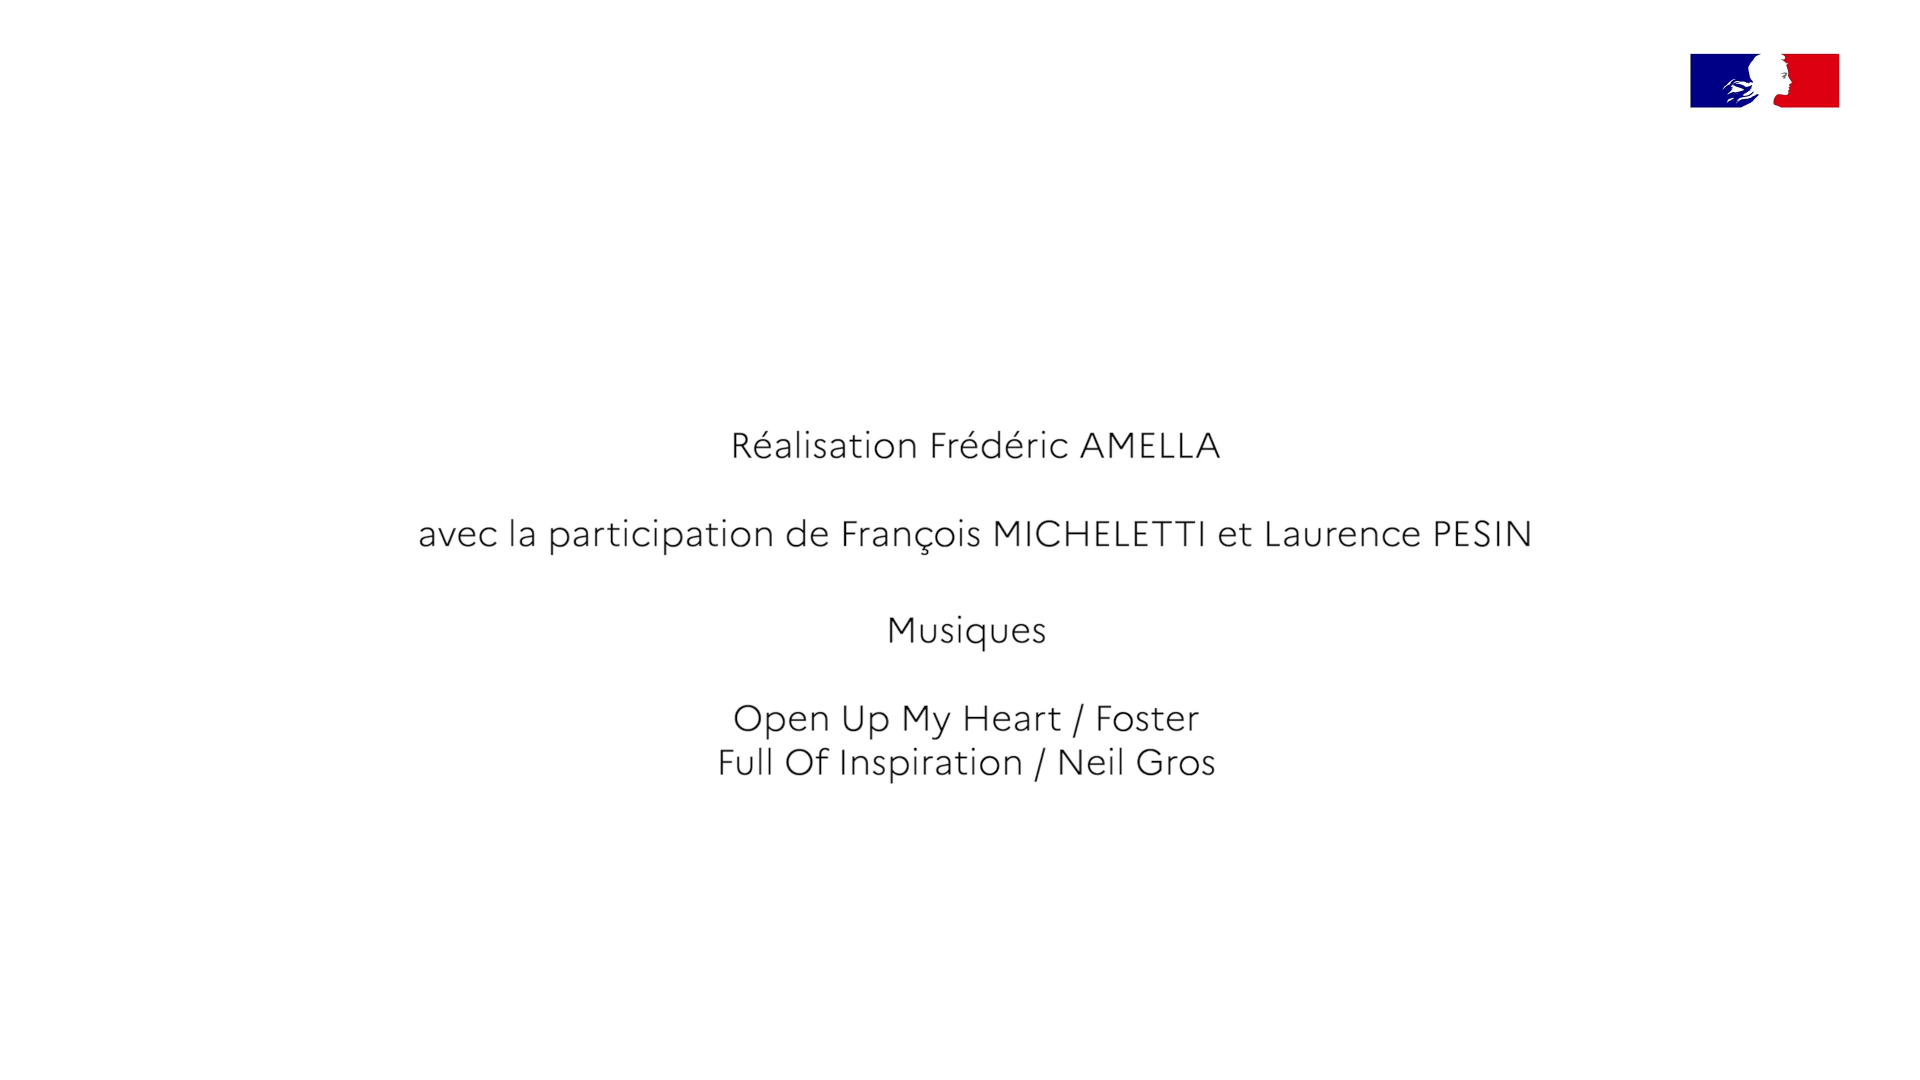 Réalisation Frédéric AMELLA
avec la participation de François MICHELETTI et Laurence PESIN
Musiques
Open Up My Heart / Foster
Full Of Inspiration / Neil Gros